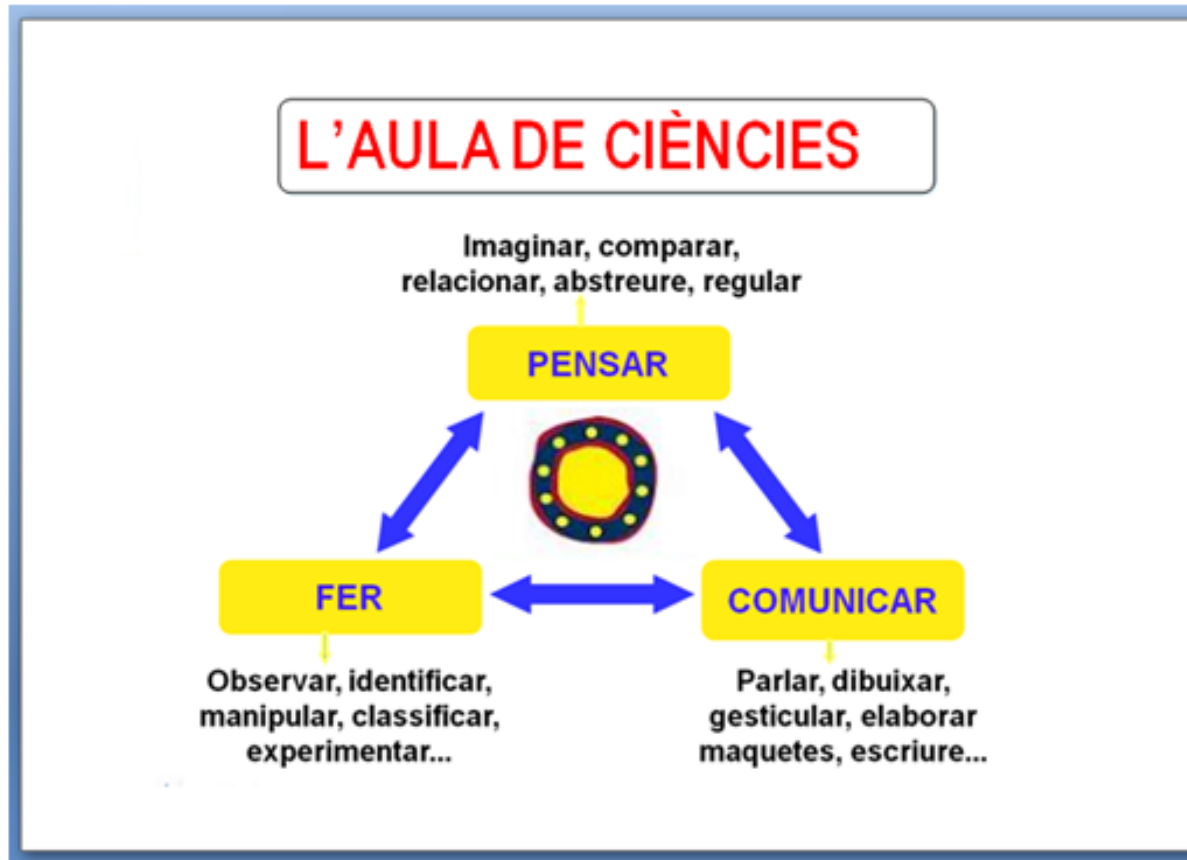 L'AULA DE CIÈNCIES
Imaginar, comparar,
relacionar, abstreure, regular
PENSAR
FER
COMUNICAR
Observar, identificar,
manipular, classificar,
experimentar...
Parlar, dibuixar,
gesticular, elaborar
maquetes, escriure...